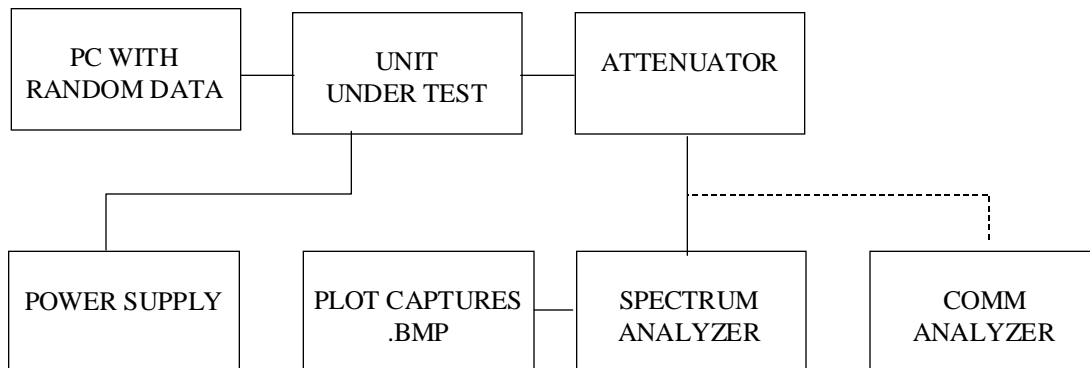 PC WITH
RANDOM DATA
UNIT
UNDER TEST
ATTENUATOR
POWER SUPPLY
PLOT CAPTURES
.BMP
SPECTRUM
ANALYZER
COMM
ANALYZER